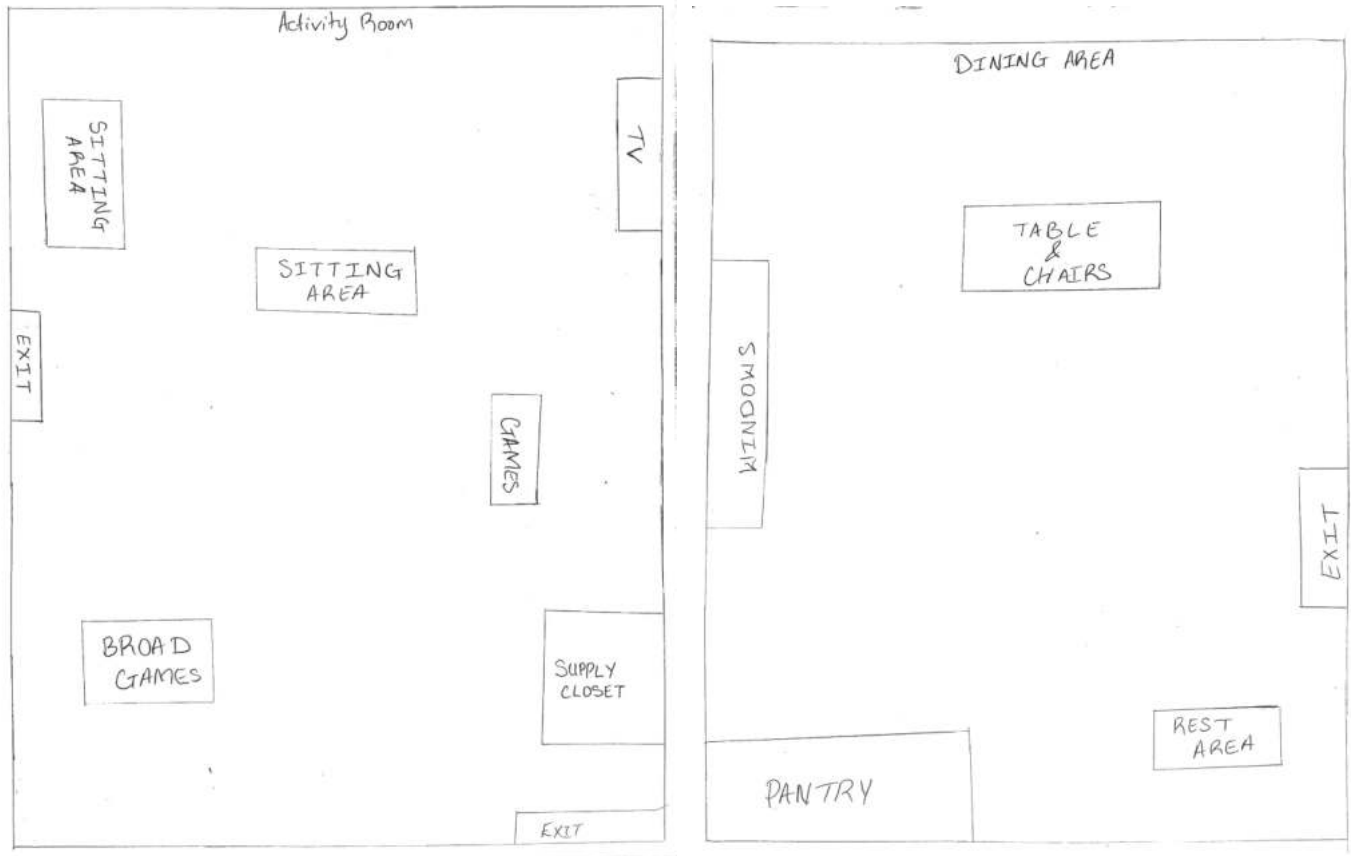 Activity Room
SITTING
AREA
TV
SITTING
AREA
EXIT
GAMES
BROAD
GAMES
SUPPLY
CLOSET
EXIT
DINING AREA
TABLE
&
CHAIRS
WINDOWS
EXIT
REST
AREA
PANTRY